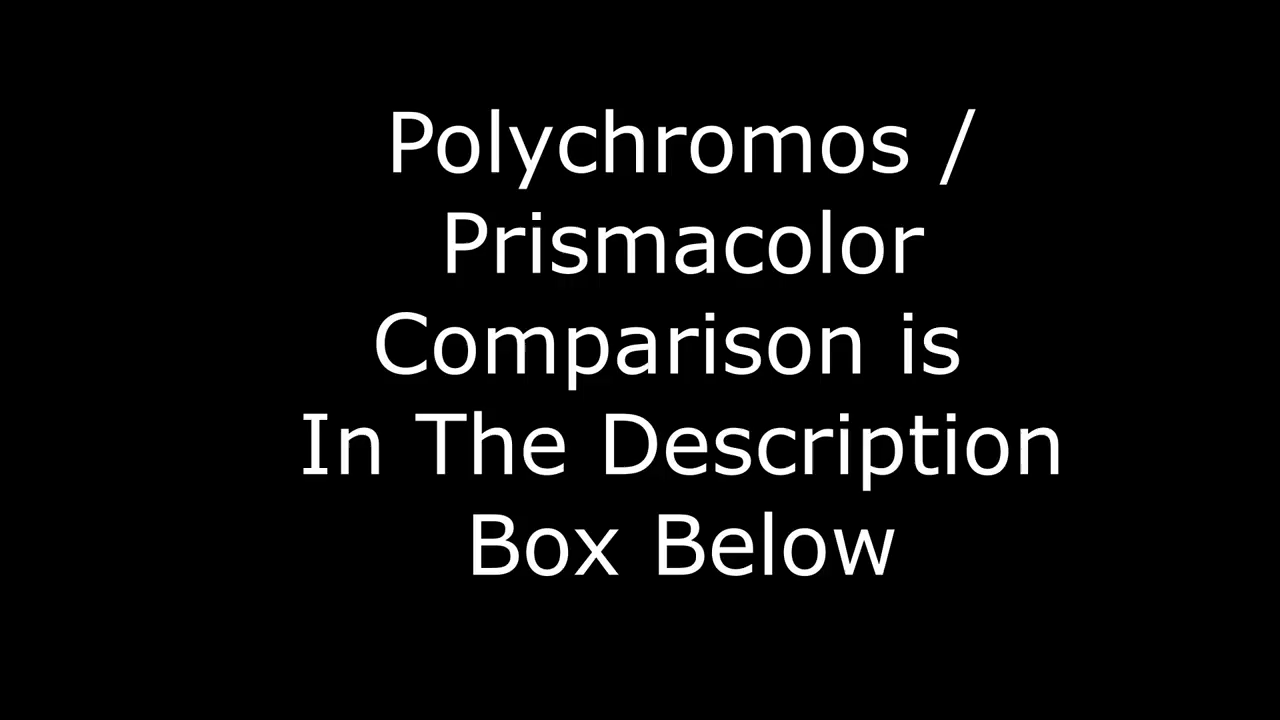 Polychromos /
Prismacolor
Comparison is
In The Description
Box Below